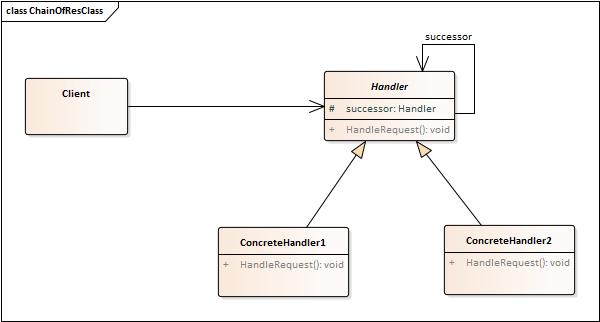 class ChainOfResClass
successor
Client
Handler
# successor: Handler
+ HandleRequest(): void
ConcreteHandler1
+ HandleRequest(): void
ConcreteHandler2
+ HandleRequest(): void